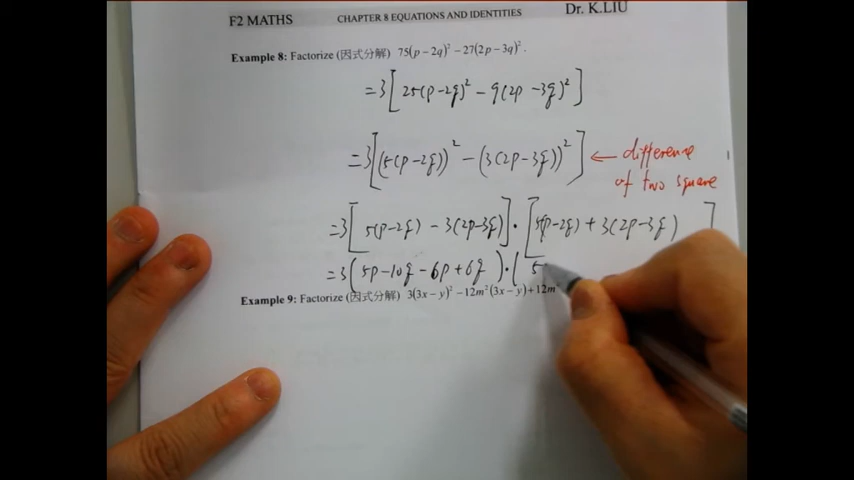 F2 MATHS CHAPTER 8 EQUATIONS AND IDENTITIES Dr. K.LIU
Example 8: Factorize (因式分解) 75(p – 2q)² – 27(2p – 3q)².
= 3[25(p-2q)² - 9(2p-3q)²]
= 3[(5(p-2q))² - (3(2p-3q))²] ← difference
of two square
= 3[5(p-2q) - 3(2p-3q)] · [5(p-2q) + 3(2p-3q)]
= 3(5p-10q-6p+6q) · (5
Example 9: Factorize (因式分解) 3(3x – y)² – 12m²(3x – y) + 12m